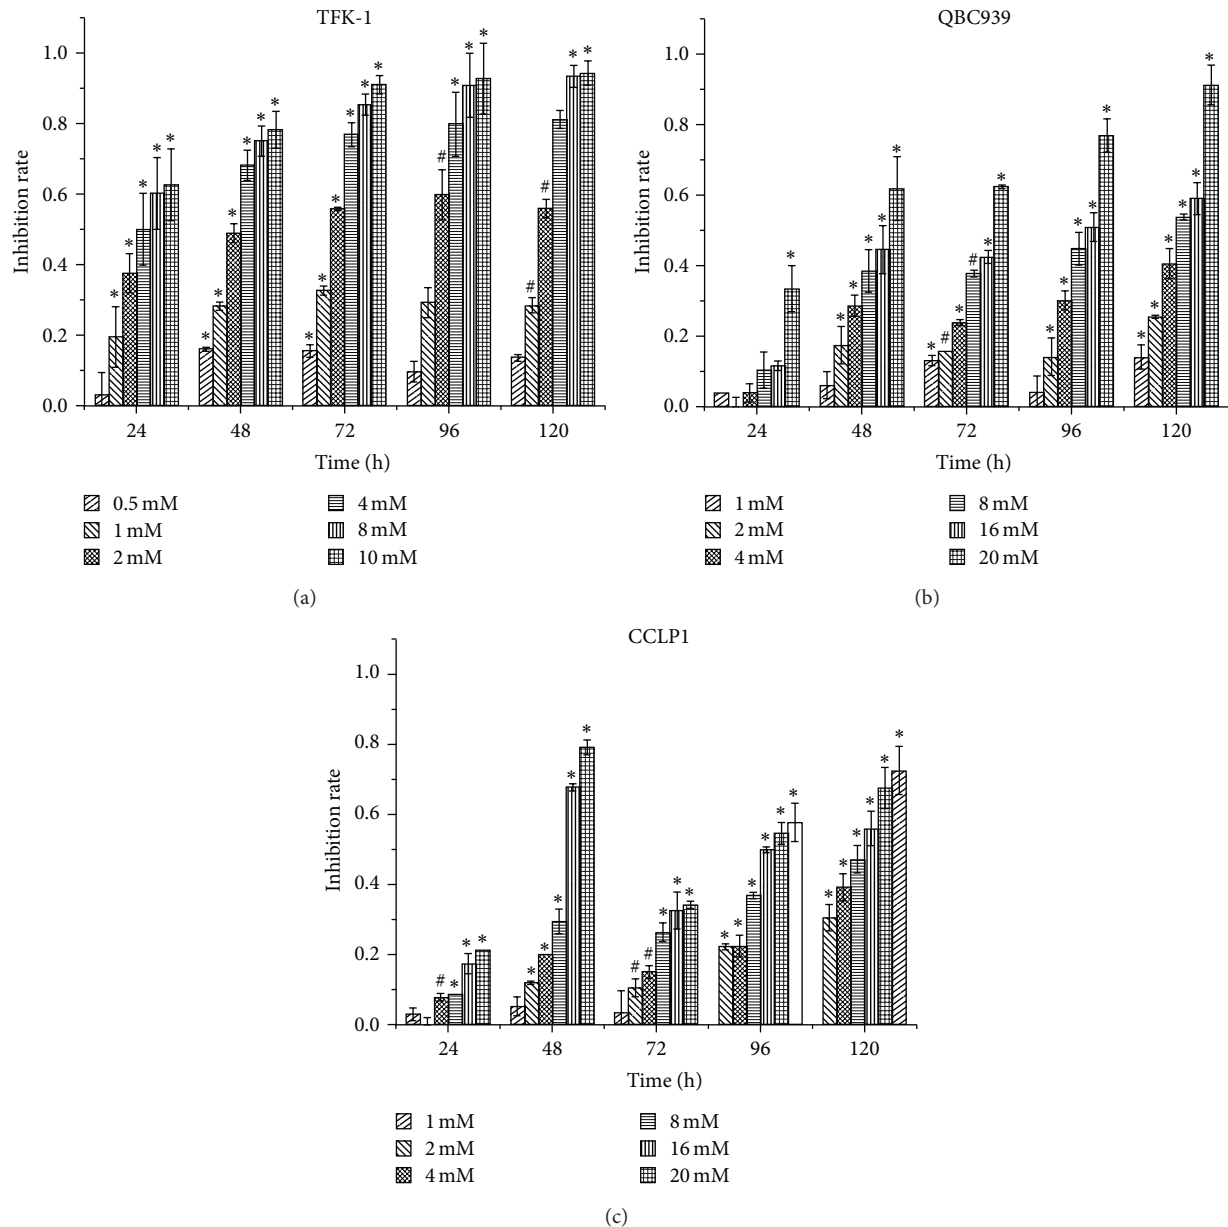 TFK-1
1.0
0.8
0.6
0.4
0.2
0.0
Inhibition rate
* * * * *
* * * * * *
* * * * * *
# * * *
# # * *
24 48 72 96 120
Time (h)
0.5 mM 4 mM
1 mM 8 mM
2 mM 10 mM
(a)
QBC939
1.0
0.8
0.6
0.4
0.2
0.0
Inhibition rate
*
* * * * *
* # * # * *
* * * * *
* * * * * *
24 48 72 96 120
Time (h)
1 mM 8 mM
2 mM 16 mM
4 mM 20 mM
(b)
CCLP1
1.0
0.8
0.6
0.4
0.2
0.0
Inhibition rate
# * * *
* * * * *
# # * * *
* * * * * *
* * * * * *
24 48 72 96 120
Time (h)
1 mM 8 mM
2 mM 16 mM
4 mM 20 mM
(c)